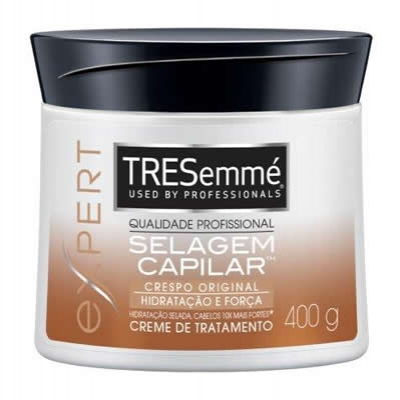 TRESemmé
USED BY PROFESSIONALS
QUALIDADE PROFISSIONAL
SELAGEM
CAPILAR™
CRESPO ORIGINAL
HIDRATAÇÃO E FORÇA
HIDRATAÇÃO SELADA, CABELOS 10X MAIS FORTES*
CREME DE TRATAMENTO
400 g
eXPERT